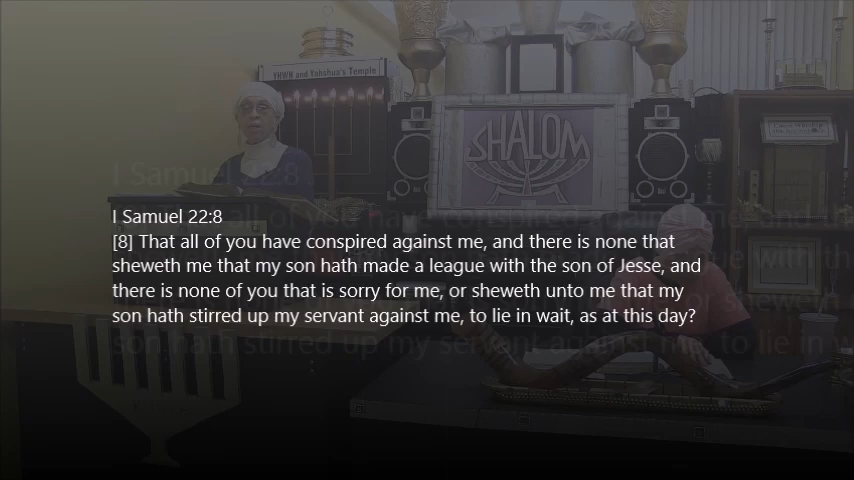 YHWH and Yahshua's Temple
SHALOM
I Samuel 22:8
[8] That all of you have conspired against me, and there is none that
sheweth me that my son hath made a league with the son of Jesse, and
there is none of you that is sorry for me, or sheweth unto me that my
son hath stirred up my servant against me, to lie in wait, as at this day?